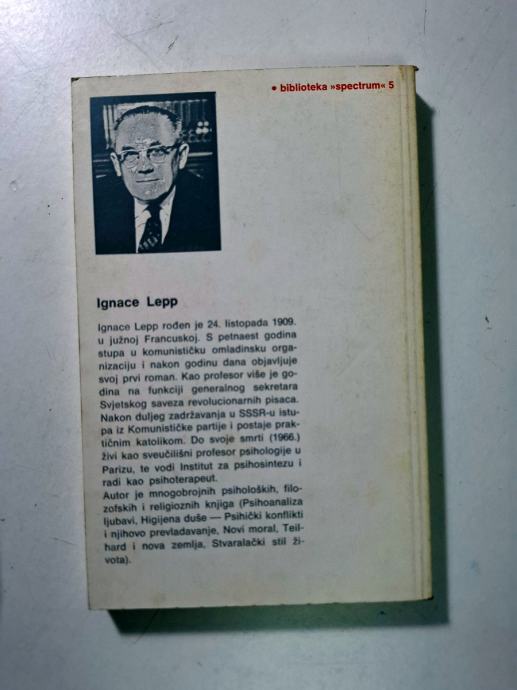 • biblioteka »spectrum« 5
Ignace Lepp
Ignace Lepp rođen je 24. listopada 1909.
u južnoj Francuskoj. S petnaest godina
stupa u komunističku omladinsku orga-
nizaciju i nakon godinu dana objavljuje
svoj prvi roman. Kao profesor više je go-
dina na funkciji generalnog sekretara
Svjetskog saveza revolucionarnih pisaca.
Nakon duljeg zadržavanja u SSSR-u istu-
pa iz Komunističke partije i postaje prak-
tičnim katolikom. Do svoje smrti (1966.)
živi kao sveučilišni profesor psihologije u
Parizu, te vodi Institut za psihosintezu i
radi kao psihoterapeut.
Autor je mnogobrojnih psiholoških, filo-
zofskih i religioznih knjiga (Psihoanaliza
ljubavi, Higijena duše — Psihički konflikti
i njihovo prevladavanje, Novi moral, Teil-
hard i nova zemlja, Stvaralački stil ži-
vota).